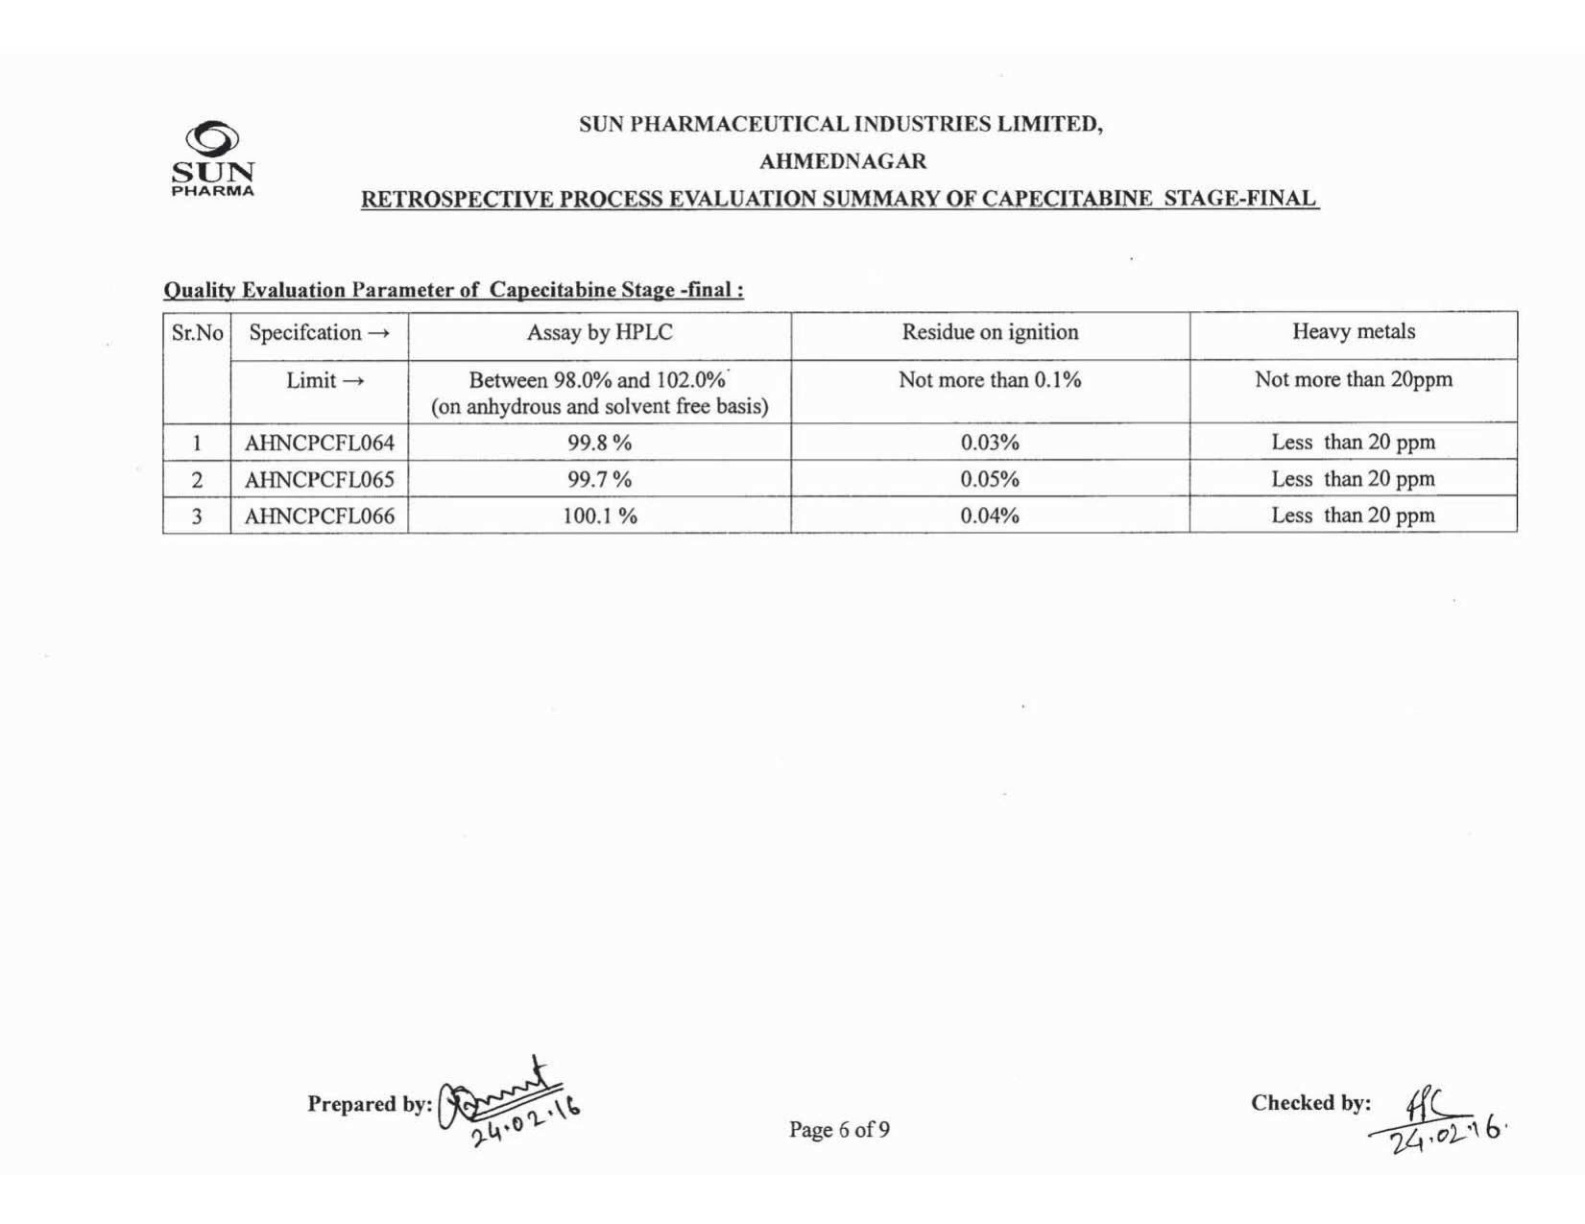 SUN
PHARMA
SUN PHARMACEUTICAL INDUSTRIES LIMITED,
AHMEDNAGAR
RETROSPECTIVE PROCESS EVALUATION SUMMARY OF CAPECITABINE STAGE-FINAL
Quality Evaluation Parameter of Capecitabine Stage -final :
Sr.No Specifcation → Assay by HPLC Residue on ignition Heavy metals
Limit → Between 98.0% and 102.0% Not more than 0.1% Not more than 20ppm
(on anhydrous and solvent free basis)
1 AHNCPCFL064 99.8 % 0.03% Less than 20 ppm
2 AHNCPCFL065 99.7 % 0.05% Less than 20 ppm
3 AHNCPCFL066 100.1 % 0.04% Less than 20 ppm
Prepared by:
24.02.16
Page 6 of 9
Checked by:
24.02.16.